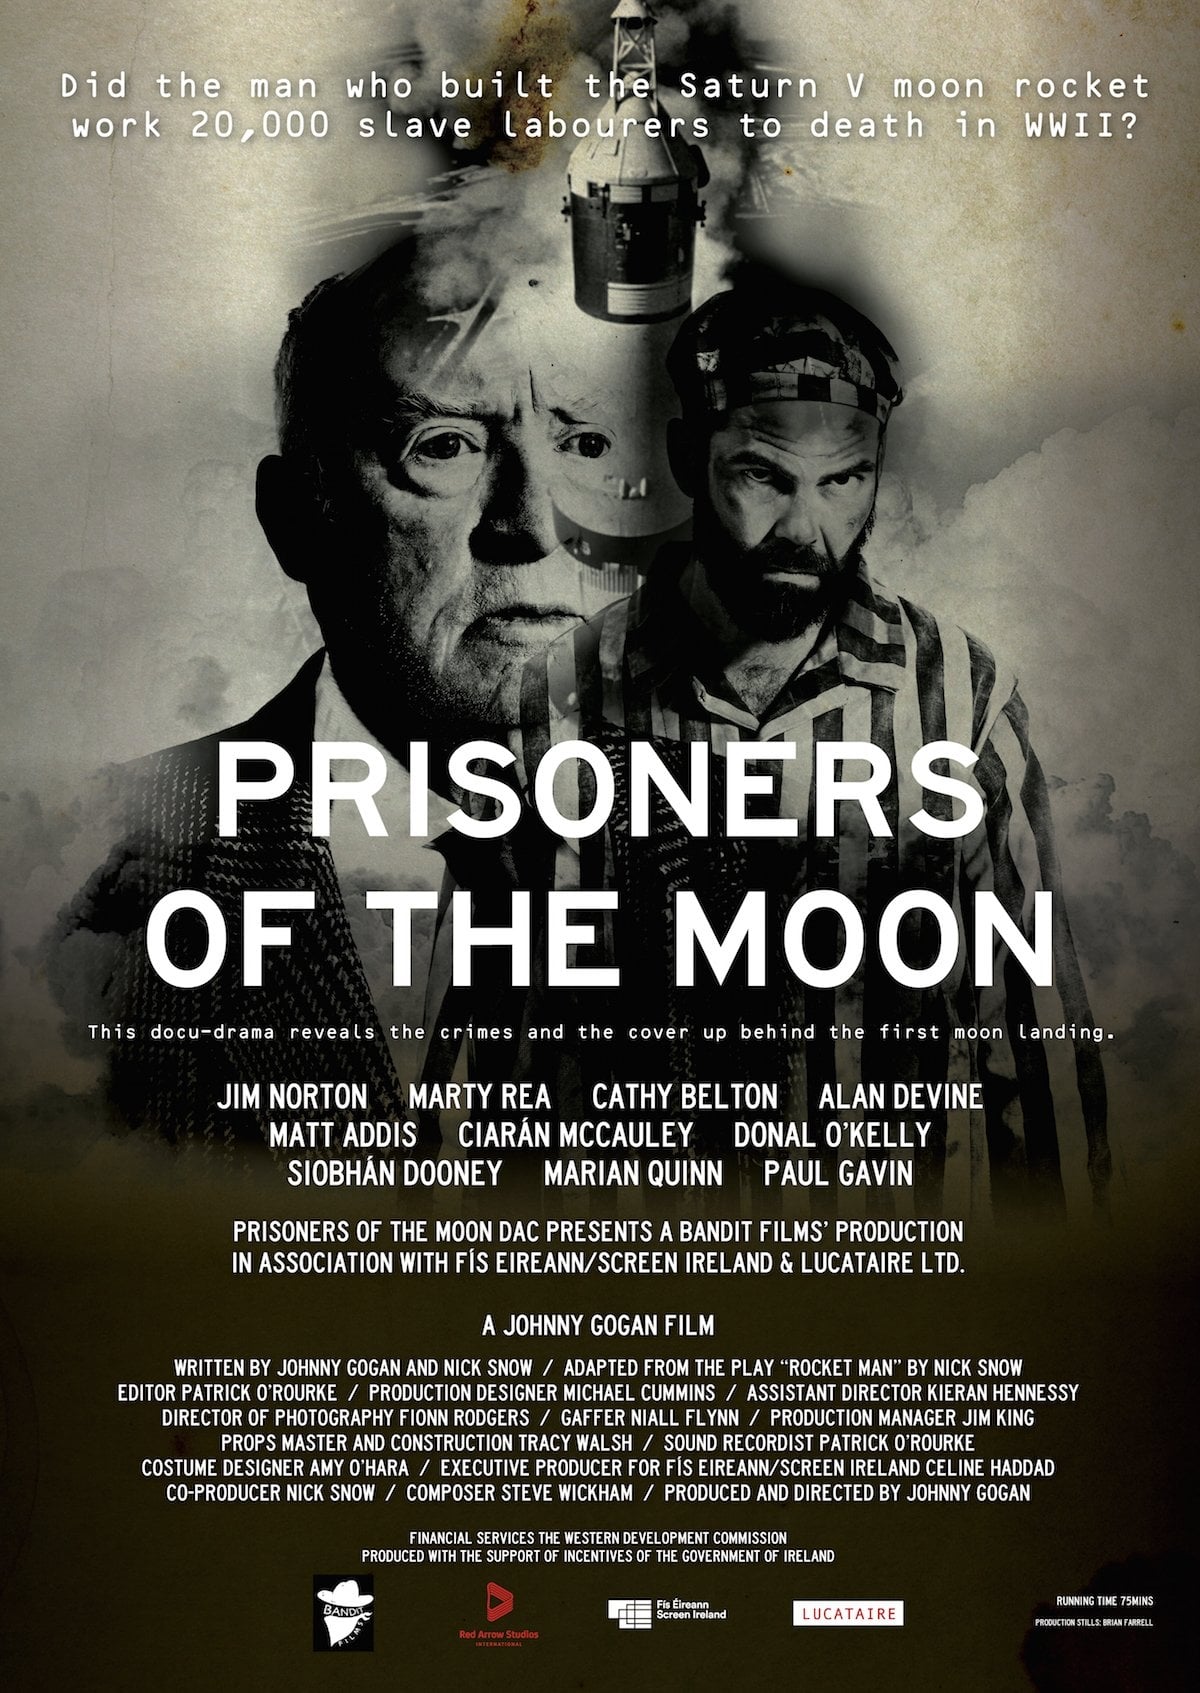 Did the man who built the Saturn V moon rocket
work 20,000 slave labourers to death in WWII?
PRISONERS
OF THE MOON
This docu-drama reveals the crimes and the cover up behind the first moon landing.
JIM NORTON MARTY REA CATHY BELTON ALAN DEVINE
MATT ADDIS CIARÁN MCCAULEY DONAL O'KELLY
SIOBHÁN DOONEY MARIAN QUINN PAUL GAVIN
PRISONERS OF THE MOON DAC PRESENTS A BANDIT FILMS' PRODUCTION
IN ASSOCIATION WITH FÍS EIREANN/SCREEN IRELAND & LUCATAIRE LTD.
A JOHNNY GOGAN FILM
WRITTEN BY JOHNNY GOGAN AND NICK SNOW / ADAPTED FROM THE PLAY "ROCKET MAN" BY NICK SNOW
EDITOR PATRICK O'ROURKE / PRODUCTION DESIGNER MICHAEL CUMMINS / ASSISTANT DIRECTOR KIERAN HENNESSY
DIRECTOR OF PHOTOGRAPHY FIONN RODGERS / GAFFER NIALL FLYNN / PRODUCTION MANAGER JIM KING
PROPS MASTER AND CONSTRUCTION TRACY WALSH / SOUND RECORDIST PATRICK O'ROURKE
COSTUME DESIGNER AMY O'HARA / EXECUTIVE PRODUCER FOR FÍS EIREANN/SCREEN IRELAND CELINE HADDAD
CO-PRODUCER NICK SNOW / COMPOSER STEVE WICKHAM / PRODUCED AND DIRECTED BY JOHNNY GOGAN
FINANCIAL SERVICES THE WESTERN DEVELOPMENT COMMISSION
PRODUCED WITH THE SUPPORT OF INCENTIVES OF THE GOVERNMENT OF IRELAND
BANDIT
FILMS
Red Arrow Studios
INTERNATIONAL
Fís Éireann
Screen Ireland
LUCATAIRE
RUNNING TIME 75MINS
PRODUCTION STILLS: BRIAN FARRELL